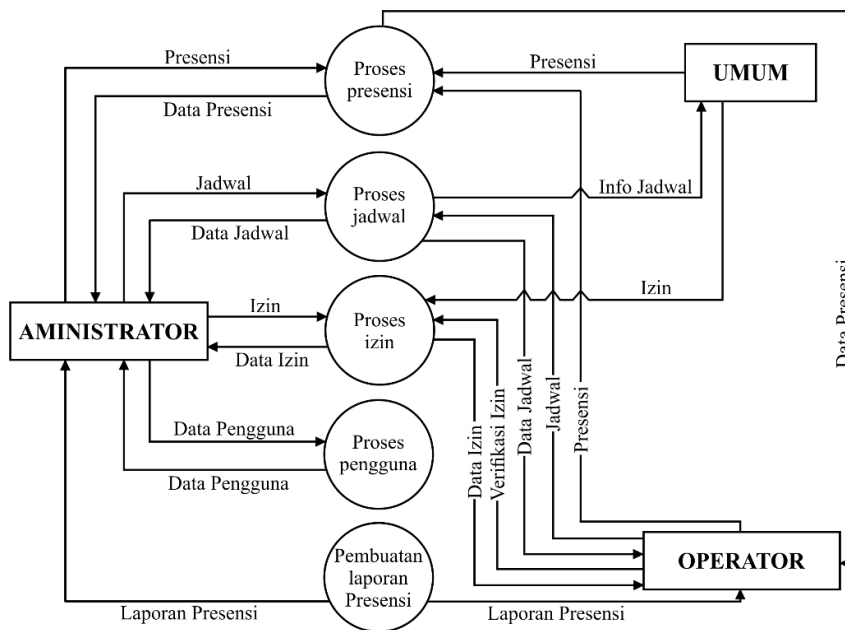 Presensi
Proses
presensi
Presensi
UMUM
Data Presensi
Jadwal
Proses
jadwal
Info Jadwal
Data Jadwal
Data Presensi
Izin
Proses
izin
Izin
AMINISTRATOR
Data Izin
Data Izin
Verifikasi Izin
Data Jadwal
Jadwal
Presensi
Data Pengguna
Proses
pengguna
Data Pengguna
Pembuatan
laporan
Presensi
OPERATOR
Laporan Presensi
Laporan Presensi